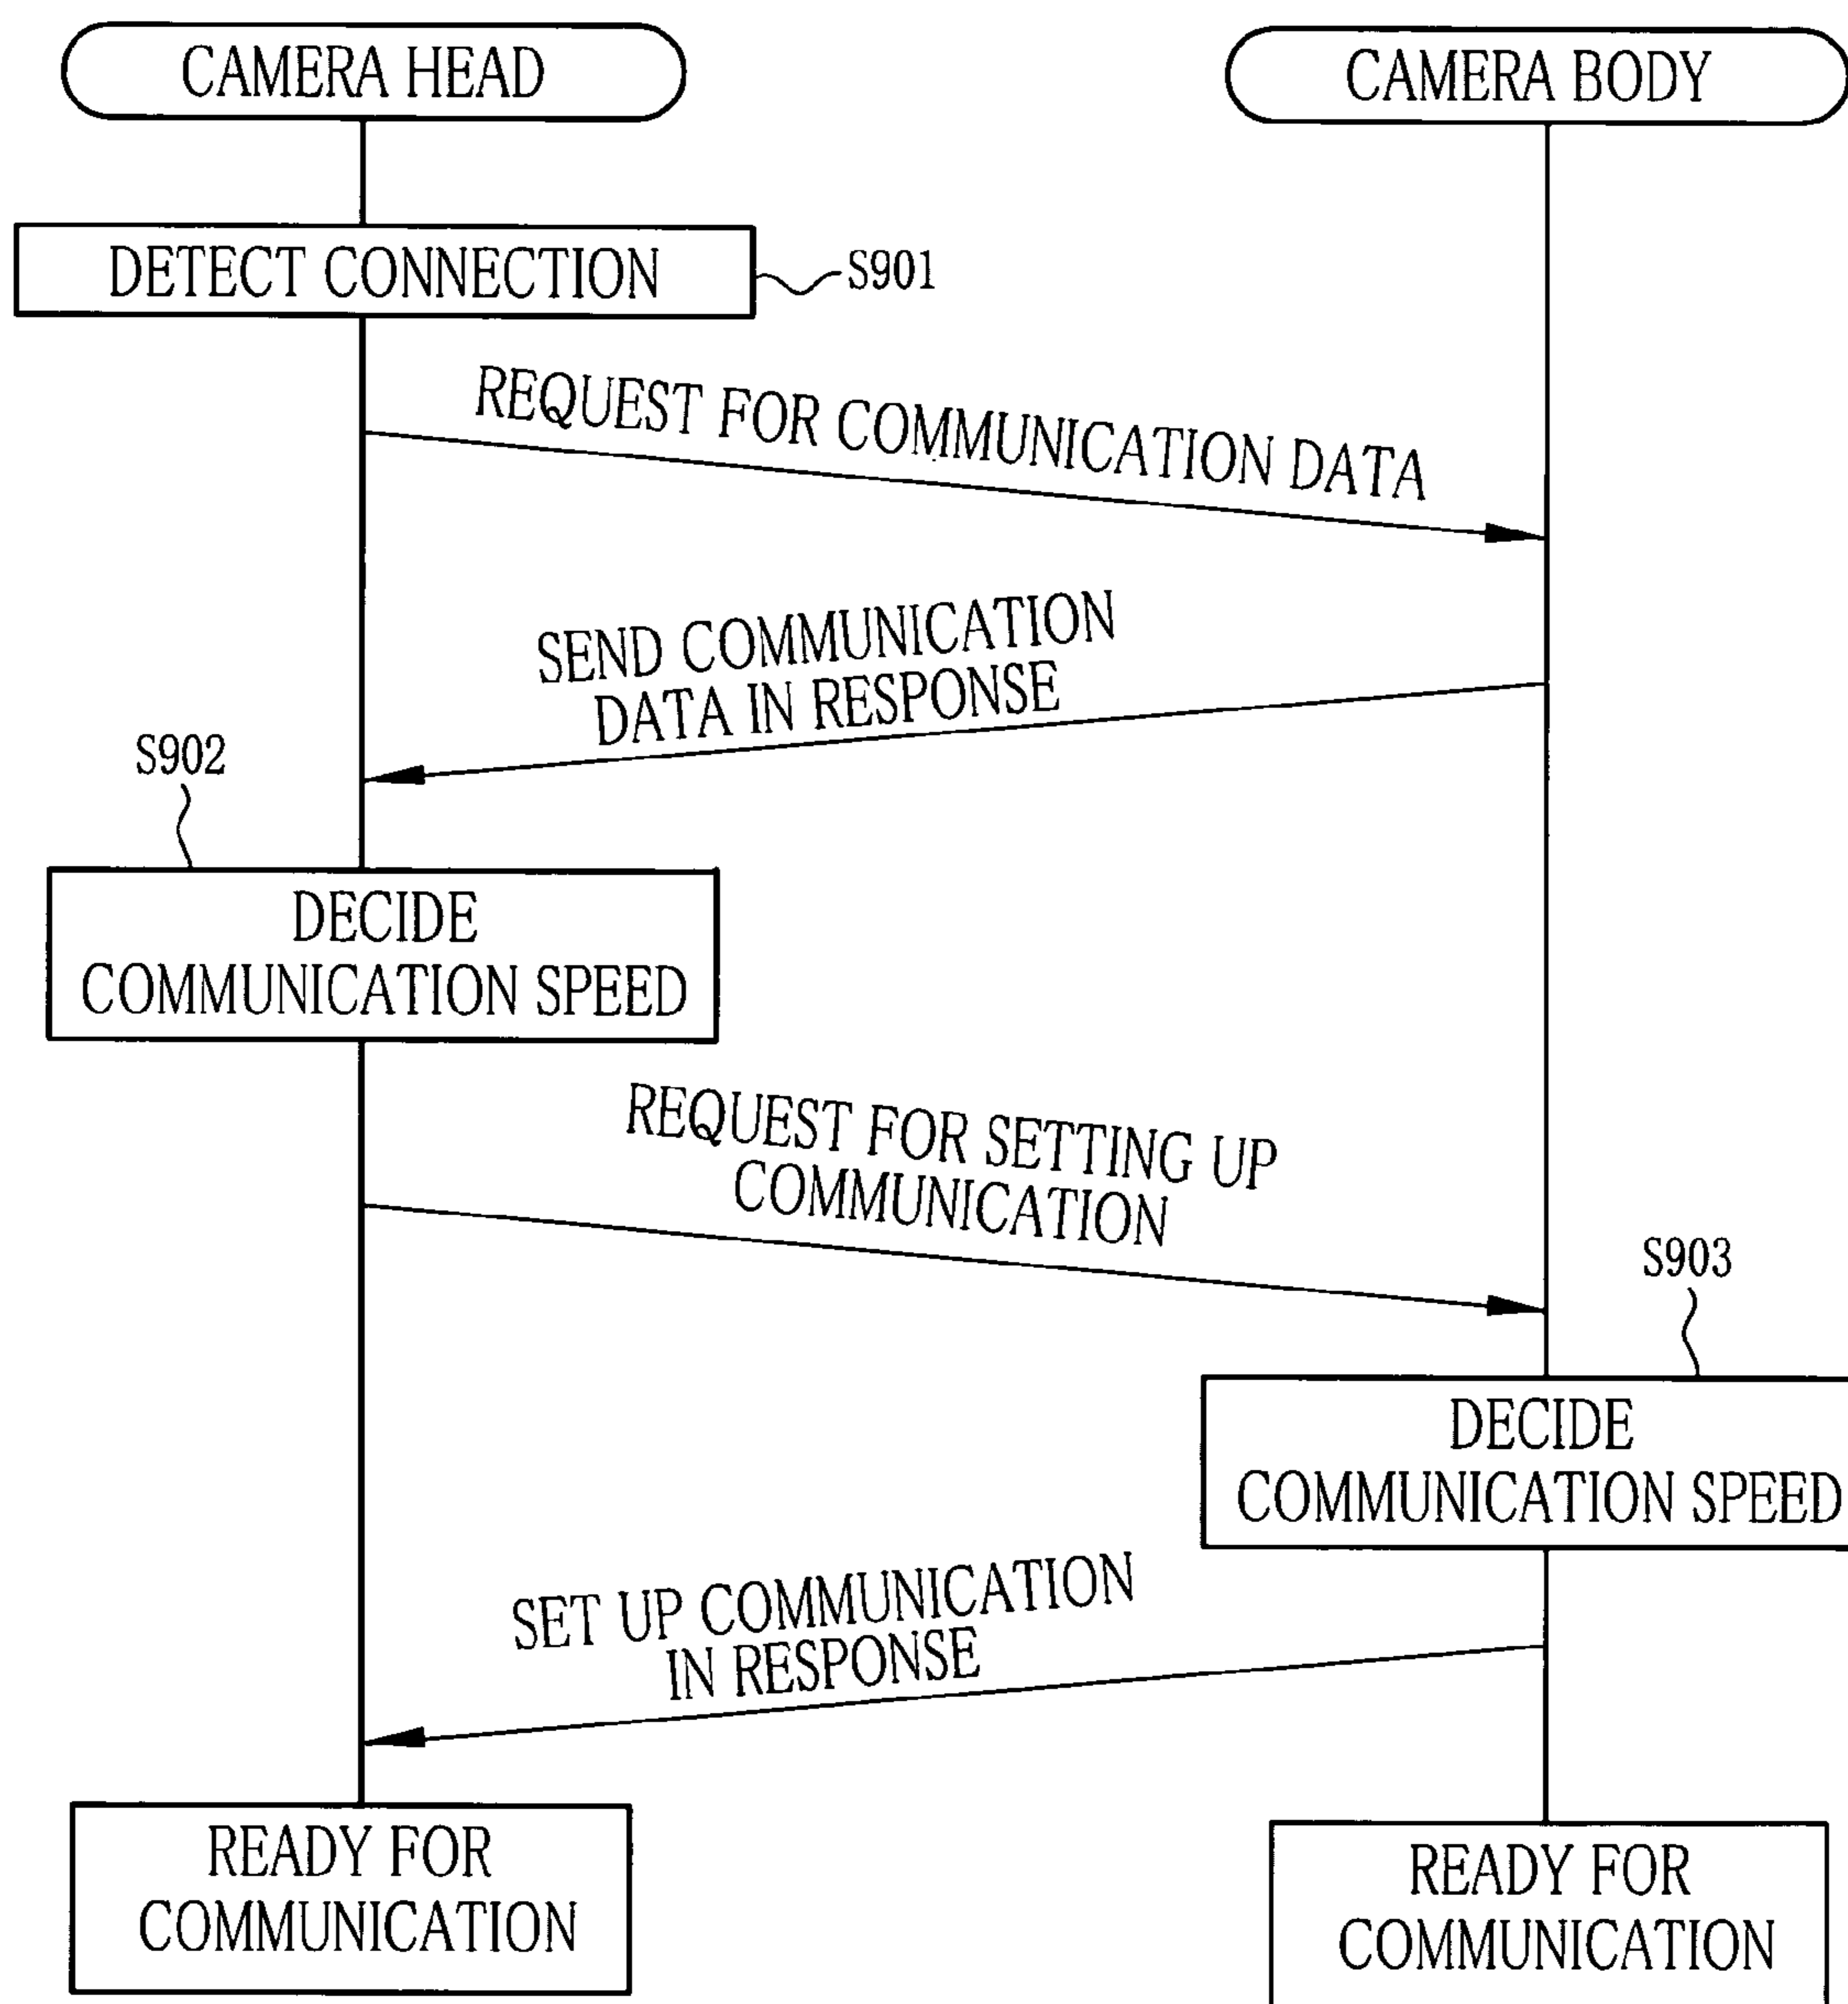 CAMERA HEAD
CAMERA BODY
DETECT CONNECTION
S901
REQUEST FOR COMMUNICATION DATA
SEND COMMUNICATION
DATA IN RESPONSE
S902
DECIDE
COMMUNICATION SPEED
REQUEST FOR SETTING UP
COMMUNICATION
S903
DECIDE
COMMUNICATION SPEED
SET UP COMMUNICATION
IN RESPONSE
READY FOR
COMMUNICATION
READY FOR
COMMUNICATION